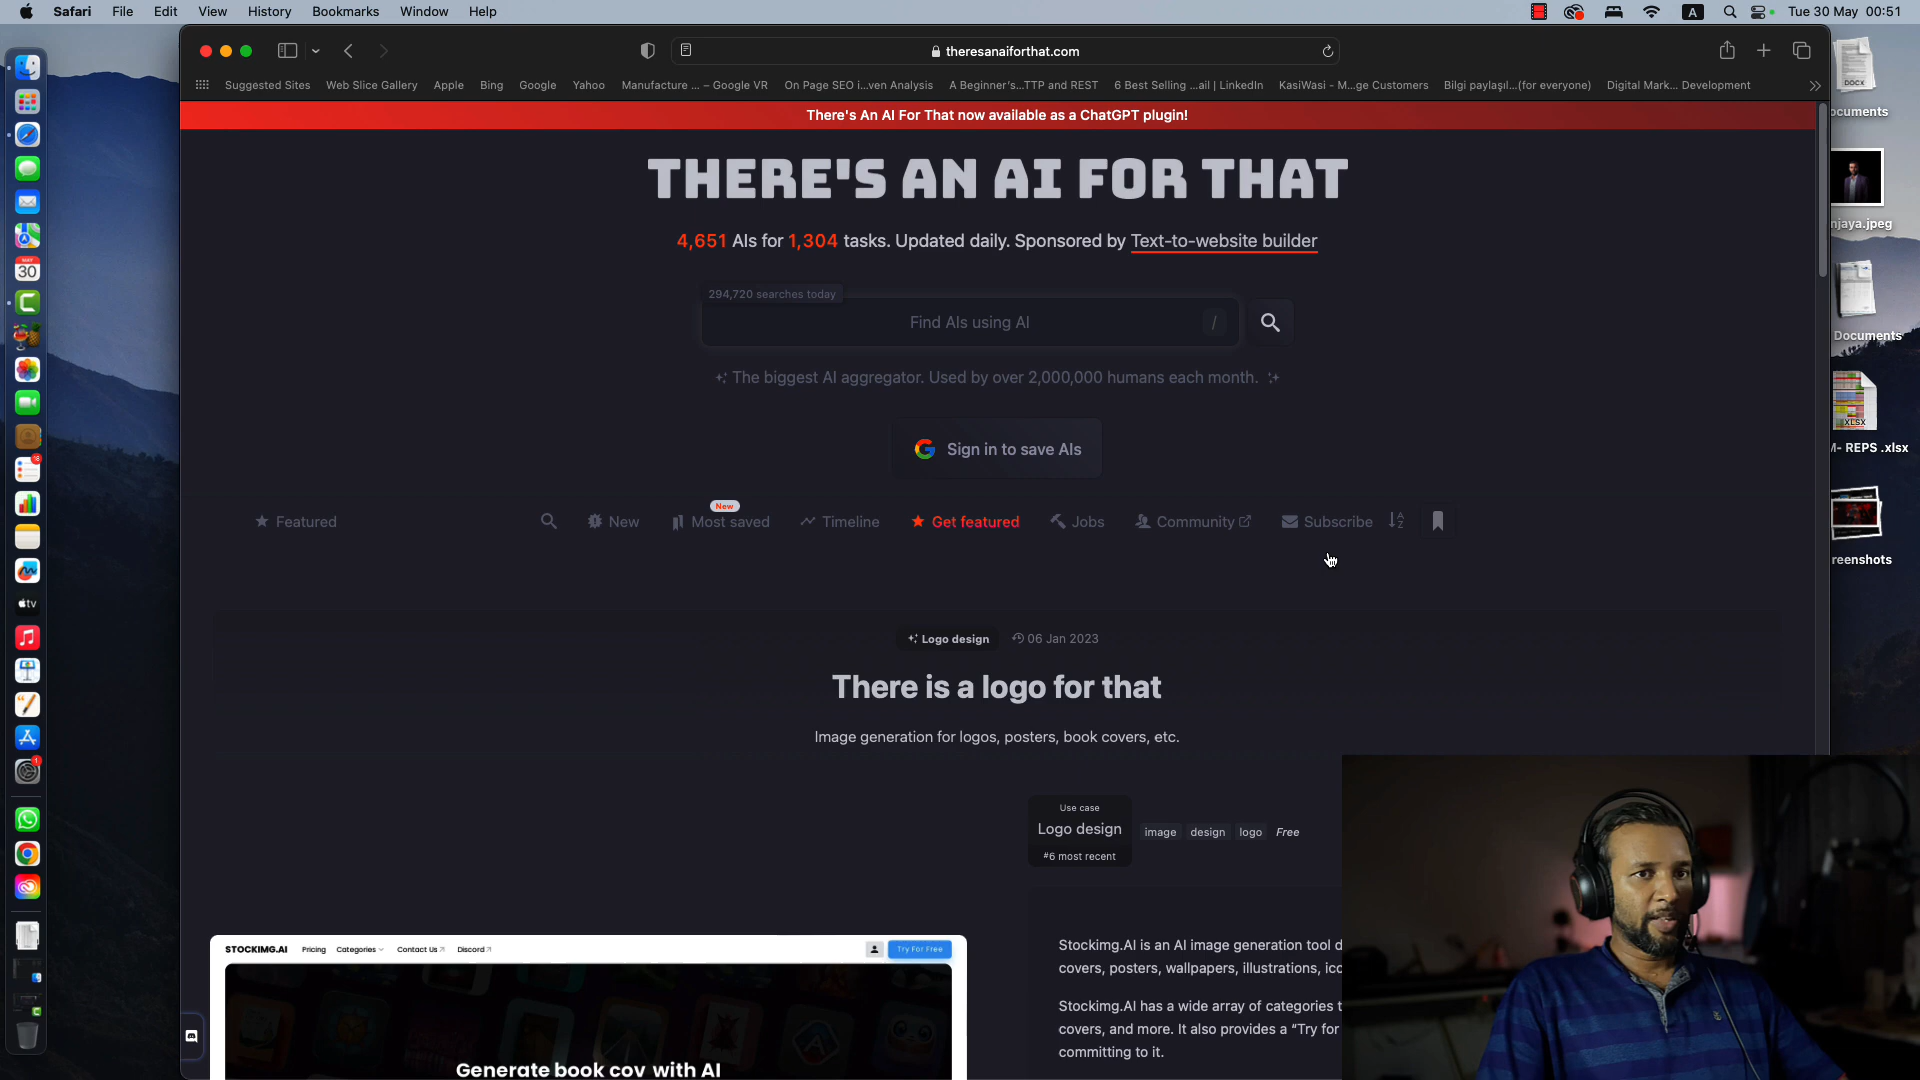 Safari File Edit View History Bookmarks Window Help
A
Tue 30 May 00:51
theresanaiforthat.com
Suggested Sites Web Slice Gallery Apple Bing Google Yahoo Manufacture ... – Google VR On Page SEO i...ven Analysis A Beginner's...TTP and REST 6 Best Selling ...ail | LinkedIn KasiWasi - M...ge Customers Bilgi paylaşıl...(for everyone) Digital Mark... Development
There's An AI For That now available as a ChatGPT plugin!
THERE'S AN AI FOR THAT
4,651 AIs for 1,304 tasks. Updated daily. Sponsored by Text-to-website builder
294,720 searches today
Find AIs using AI /
The biggest AI aggregator. Used by over 2,000,000 humans each month.
Sign in to save AIs
New
Featured New Most saved Timeline Get featured Jobs Community Subscribe
Logo design 06 Jan 2023
There is a logo for that
Image generation for logos, posters, book covers, etc.
Use case
Logo design
#6 most recent
image design logo Free
Stockimg.AI is an AI image generation tool d
covers, posters, wallpapers, illustrations, ico
Stockimg.AI has a wide array of categories t
covers, and more. It also provides a "Try for
committing to it.
STOCKIMG.AI Pricing Categories Contact Us Discord Try For Free
Generate book cov with AI
DOCX
ocuments
njaya.jpeg
Documents
XLSX
M- REPS .xlsx
reenshots
MAY
30
tv